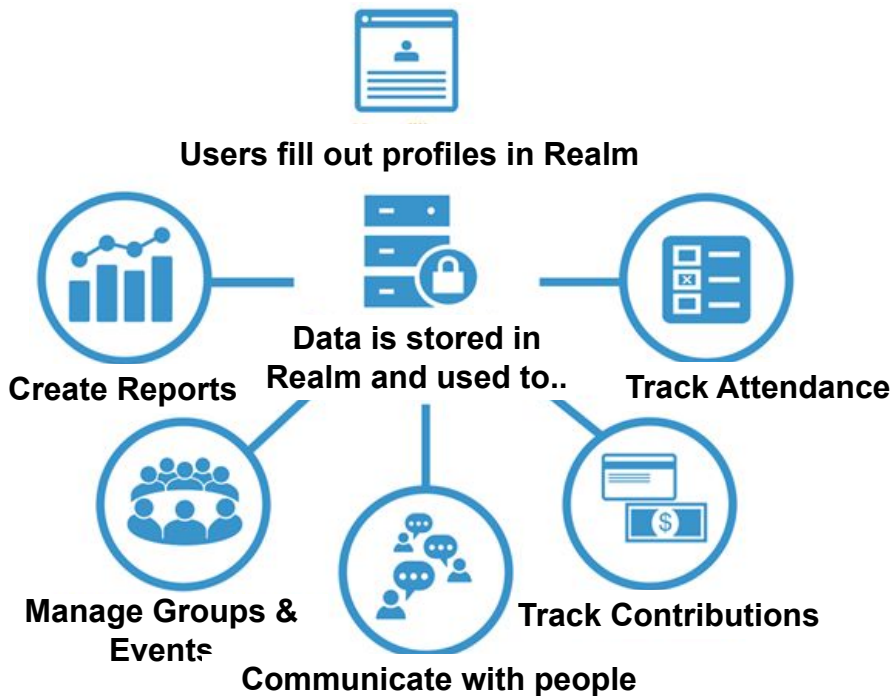 Users fill out profiles in Realm
Data is stored in
Realm and used to..
Create Reports
Track Attendance
Manage Groups &
Events
Track Contributions
Communicate with people
$